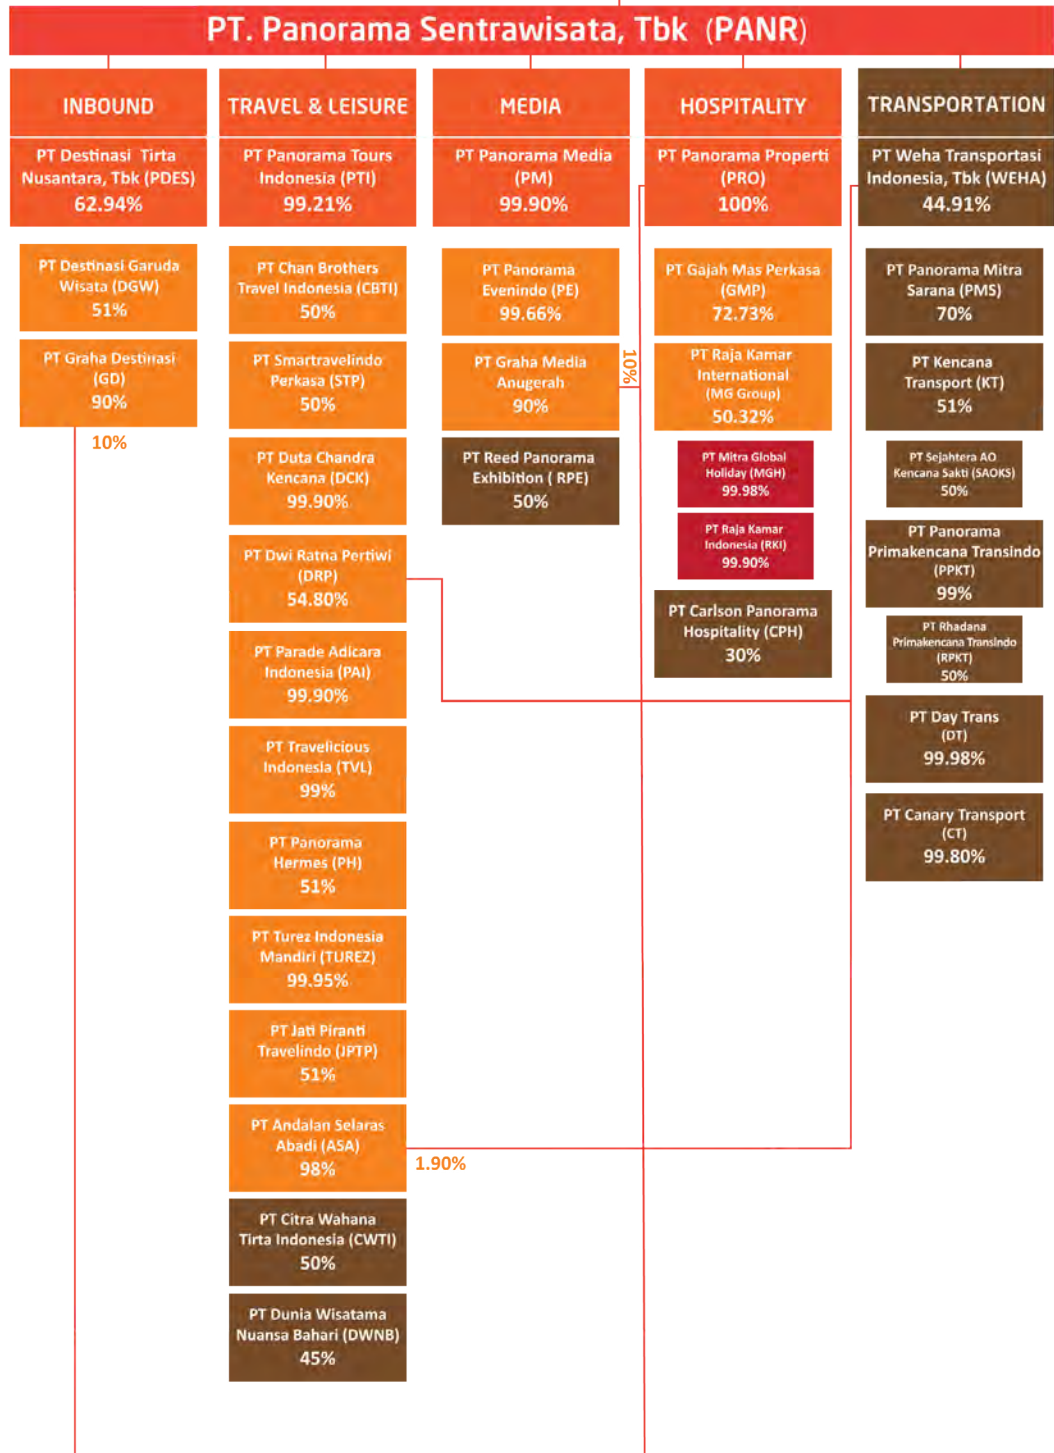 PT. Panorama Sentrawisata, Tbk (PANR)
INBOUND
PT Destinasi Tirta
Nusantara, Tbk (PDES)
62.94%
PT Destinasi Garuda
Wisata (DGW)
51%
PT Graha Destinasi
(GD)
90%
10%
TRAVEL & LEISURE
PT Panorama Tours
Indonesia (PTI)
99.21%
PT Chan Brothers
Travel Indonesia (CBTI)
50%
PT Smartravelindo
Perkasa (STP)
50%
PT Duta Chandra
Kencana (DCK)
99.90%
PT Dwi Ratna Pertiwi
(DRP)
54.80%
PT Parade Adicara
Indonesia (PAI)
99.90%
PT Travelicious
Indonesia (TVL)
99%
PT Panorama
Hermes (PH)
51%
PT Turez Indonesia
Mandiri (TUREZ)
99.95%
PT Jati Piranti
Travelindo (JPTP)
51%
PT Andalan Selaras
Abadi (ASA)
98%
1.90%
PT Citra Wahana
Tirta Indonesia (CWTI)
50%
PT Dunia Wisatama
Nuansa Bahari (DWNB)
45%
MEDIA
PT Panorama Media
(PM)
99.90%
PT Panorama
Evenindo (PE)
99.66%
PT Graha Media
Anugerah
90%
10%
PT Reed Panorama
Exhibition ( RPE)
50%
HOSPITALITY
PT Panorama Properti
(PRO)
100%
PT Gajah Mas Perkasa
(GMP)
72.73%
PT Raja Kamar
International
(MG Group)
50.32%
PT Mitra Global
Holiday (MGH)
99.98%
PT Raja Kamar
Indonesia (RKI)
99.90%
PT Carlson Panorama
Hospitality (CPH)
30%
TRANSPORTATION
PT Weha Transportasi
Indonesia, Tbk (WEHA)
44.91%
PT Panorama Mitra
Sarana (PMS)
70%
PT Kencana
Transport (KT)
51%
PT Sejahtera AO
Kencana Sakti (SAOKS)
50%
PT Panorama
Primakencana Transindo
(PPKT)
99%
PT Rhadana
Primakencana Transindo
(RPKT)
50%
PT Day Trans
(DT)
99.98%
PT Canary Transport
(CT)
99.80%